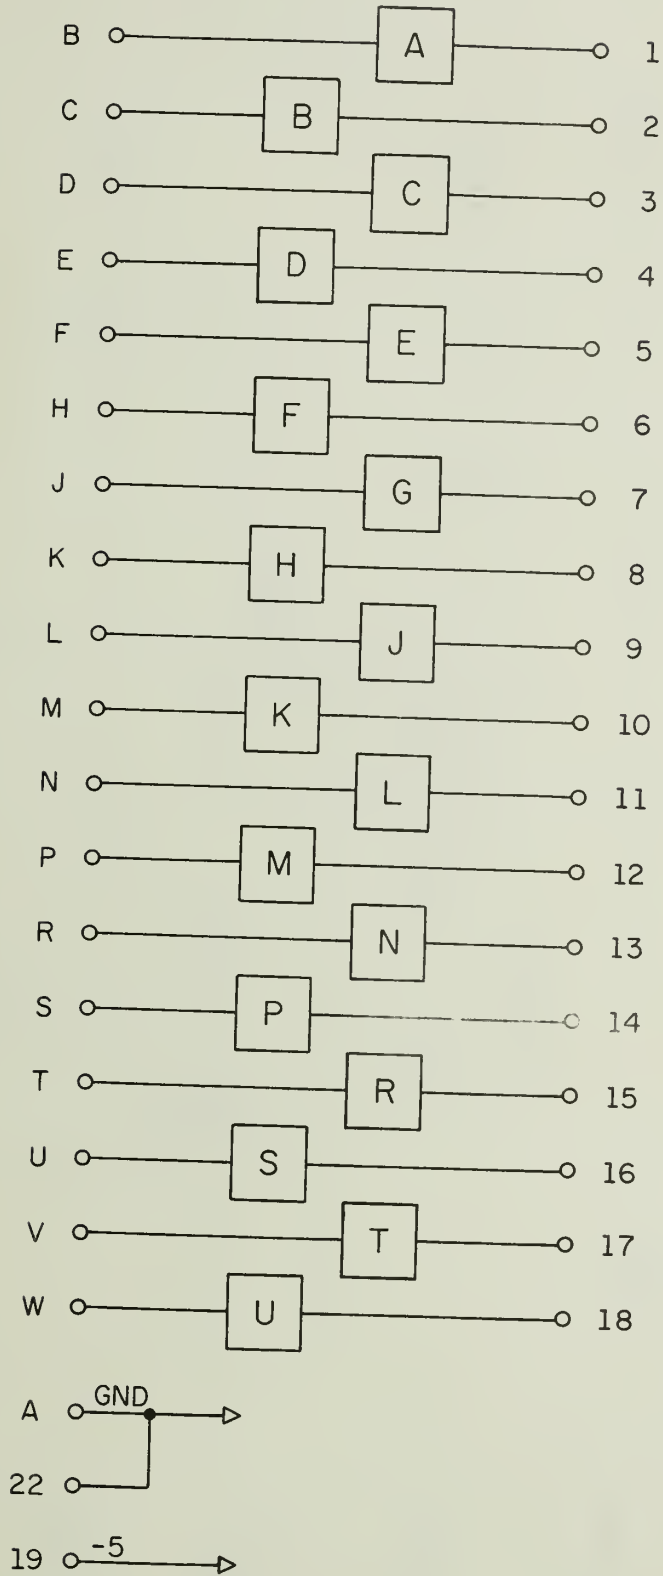 B A 1
C B 2
D C 3
E D 4
F E 5
H F 6
J G 7
K H 8
L J 9
M K 10
N L 11
P M 12
R N 13
S P 14
T R 15
U S 16
V T 17
W U 18
A GND
22
19 -5